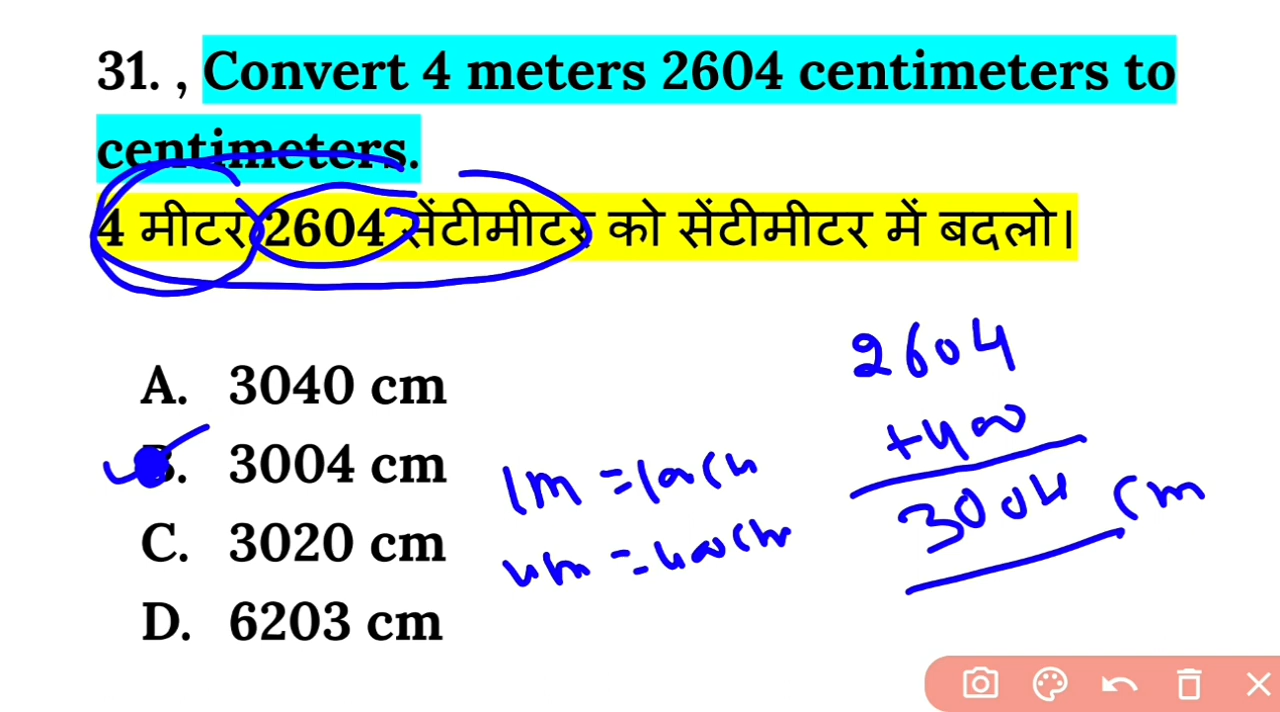 31. , Convert 4 meters 2604 centimeters to
centimeters.
4 मीटर 2604 सेंटीमीटर को सेंटीमीटर में बदलो।
A. 3040 cm
B. 3004 cm
C. 3020 cm
D. 6203 cm
1m = 100cm
4m = 400cm
2604
+400
3004 cm